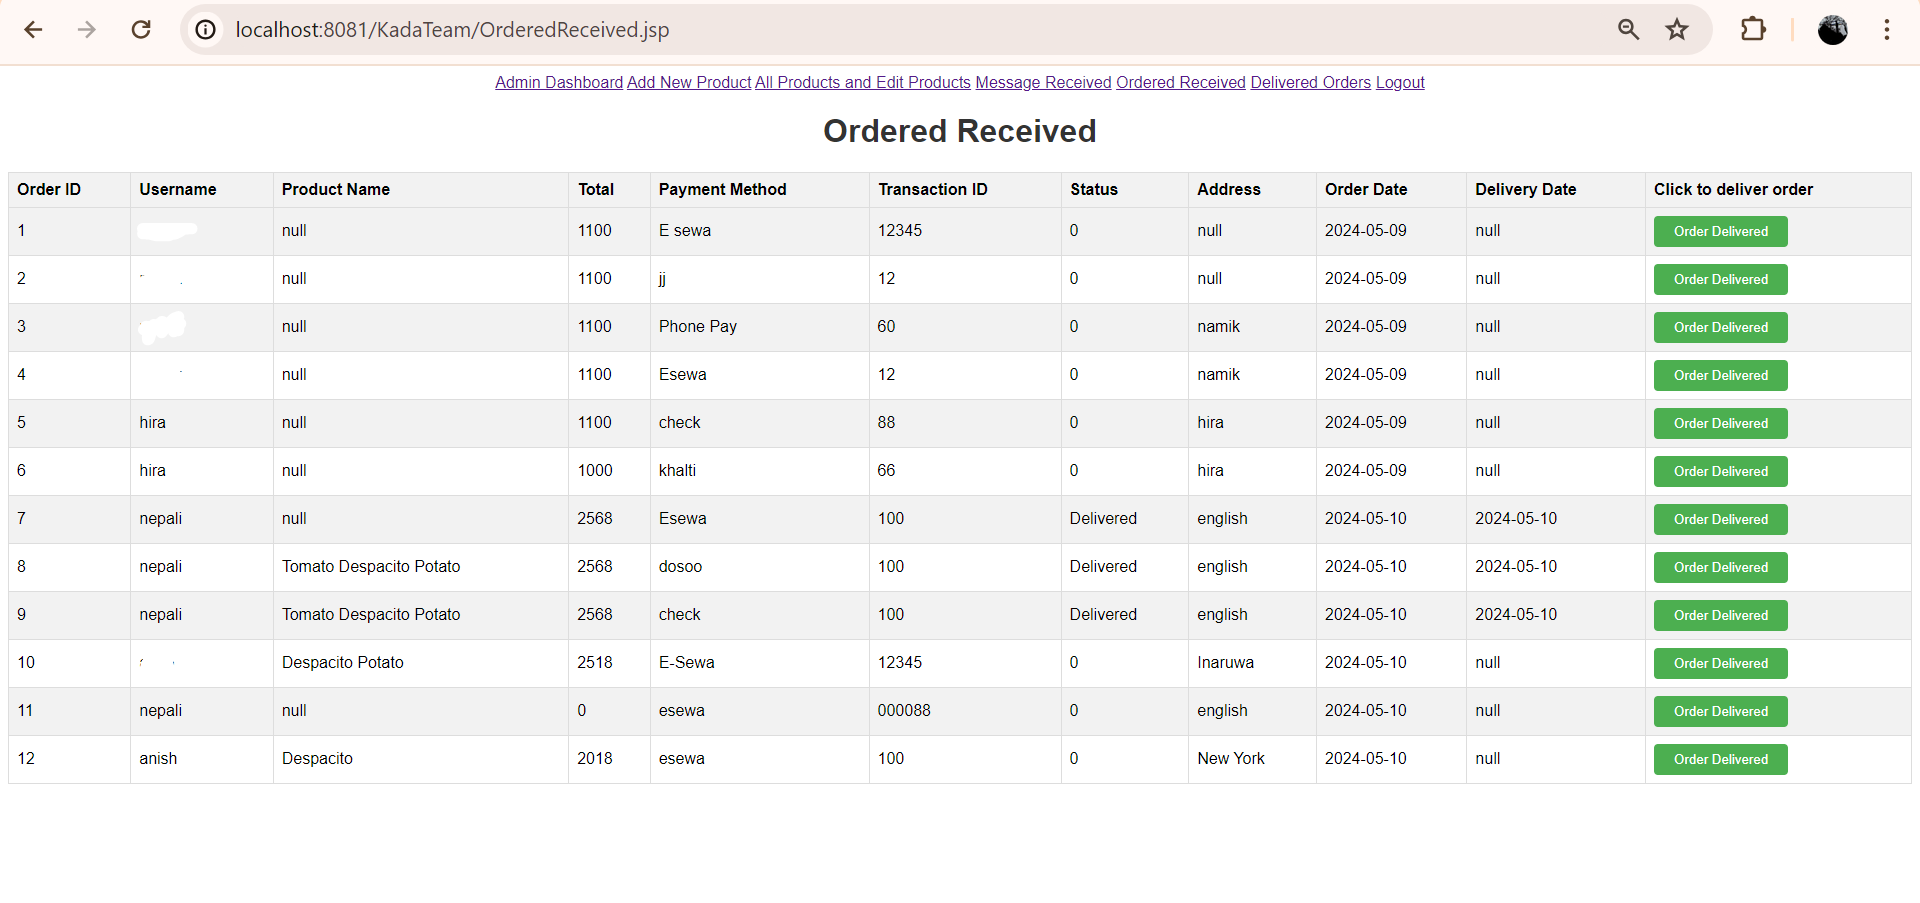 localhost:8081/KadaTeam/OrderedReceived.jsp
Admin Dashboard Add New Product All Products and Edit Products Message Received Ordered Received Delivered Orders Logout
Ordered Received
Order ID Username Product Name Total Payment Method Transaction ID Status Address Order Date Delivery Date Click to deliver order
1 null 1100 E sewa 12345 0 null 2024-05-09 null Order Delivered
2 null 1100 jj 12 0 null 2024-05-09 null Order Delivered
3 null 1100 Phone Pay 60 0 namik 2024-05-09 null Order Delivered
4 null 1100 Esewa 12 0 namik 2024-05-09 null Order Delivered
5 hira null 1100 check 88 0 hira 2024-05-09 null Order Delivered
6 hira null 1000 khalti 66 0 hira 2024-05-09 null Order Delivered
7 nepali null 2568 Esewa 100 Delivered english 2024-05-10 2024-05-10 Order Delivered
8 nepali Tomato Despacito Potato 2568 dosoo 100 Delivered english 2024-05-10 2024-05-10 Order Delivered
9 nepali Tomato Despacito Potato 2568 check 100 Delivered english 2024-05-10 2024-05-10 Order Delivered
10 Despacito Potato 2518 E-Sewa 12345 0 Inaruwa 2024-05-10 null Order Delivered
11 nepali null 0 esewa 000088 0 english 2024-05-10 null Order Delivered
12 anish Despacito 2018 esewa 100 0 New York 2024-05-10 null Order Delivered